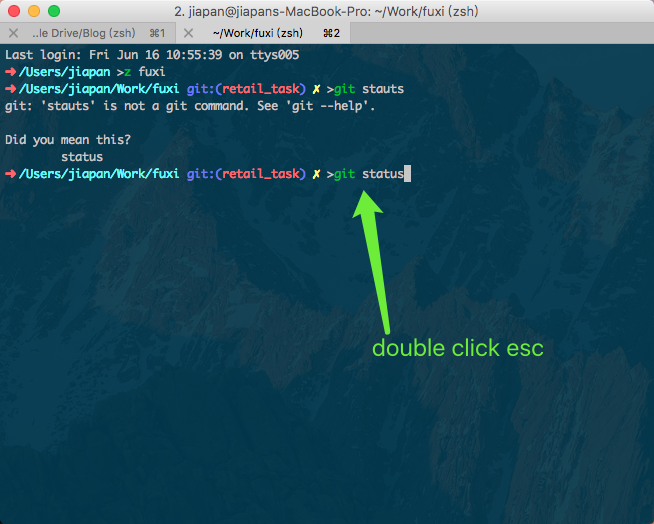 2. jiapan@jiapans-MacBook-Pro: ~/Work/fuxi (zsh)
..le Drive/Blog (zsh) ⌘1 ~/Work/fuxi (zsh) ⌘2
Last login: Fri Jun 16 10:55:39 on ttys005
➜ /Users/jiapan >z fuxi
➜ /Users/jiapan/Work/fuxi git:(retail_task) ✗ >git stauts
git: 'stauts' is not a git command. See 'git --help'.
Did you mean this?
status
➜ /Users/jiapan/Work/fuxi git:(retail_task) ✗ >git status
double click esc